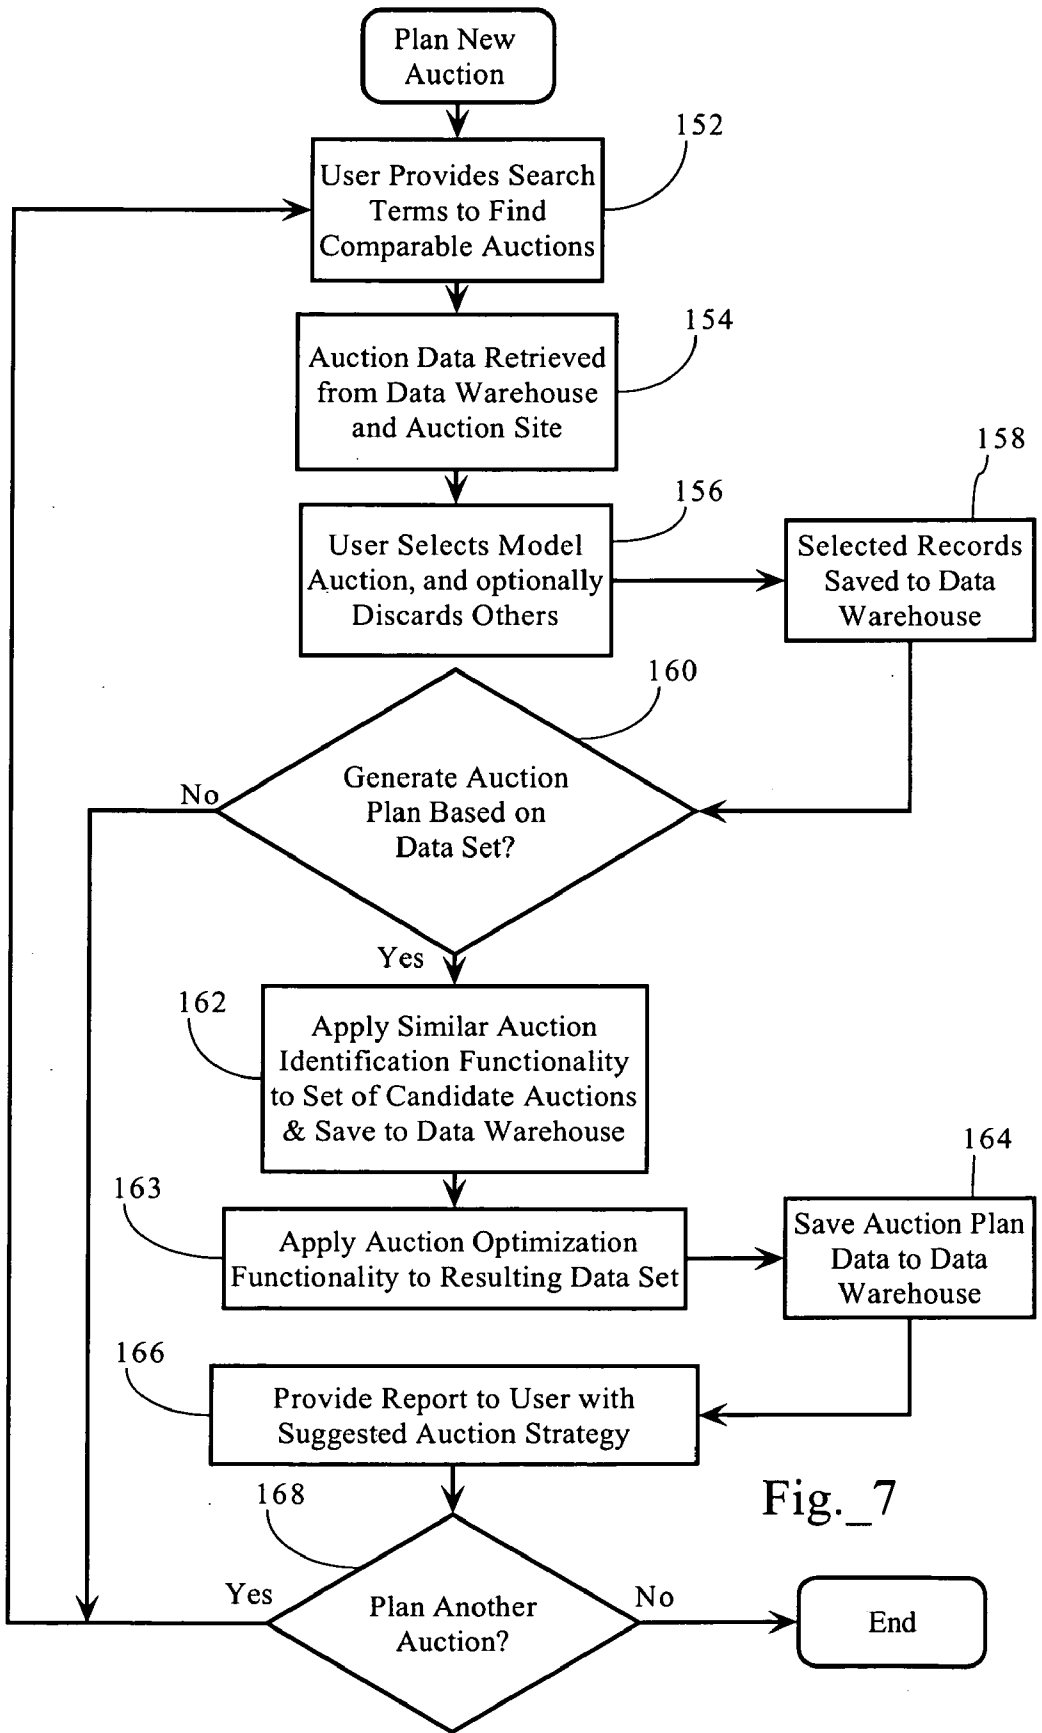 Plan New
Auction
152
User Provides Search
Terms to Find
Comparable Auctions
154
Auction Data Retrieved
from Data Warehouse
and Auction Site
156
User Selects Model
Auction, and optionally
Discards Others
158
Selected Records
Saved to Data
Warehouse
160
Generate Auction
Plan Based on
Data Set?
No
Yes
162
Apply Similar Auction
Identification Functionality
to Set of Candidate Auctions
& Save to Data Warehouse
163
Apply Auction Optimization
Functionality to Resulting Data Set
164
Save Auction Plan
Data to Data
Warehouse
166
Provide Report to User with
Suggested Auction Strategy
Fig._7
168
Plan Another
Auction?
Yes
No
End